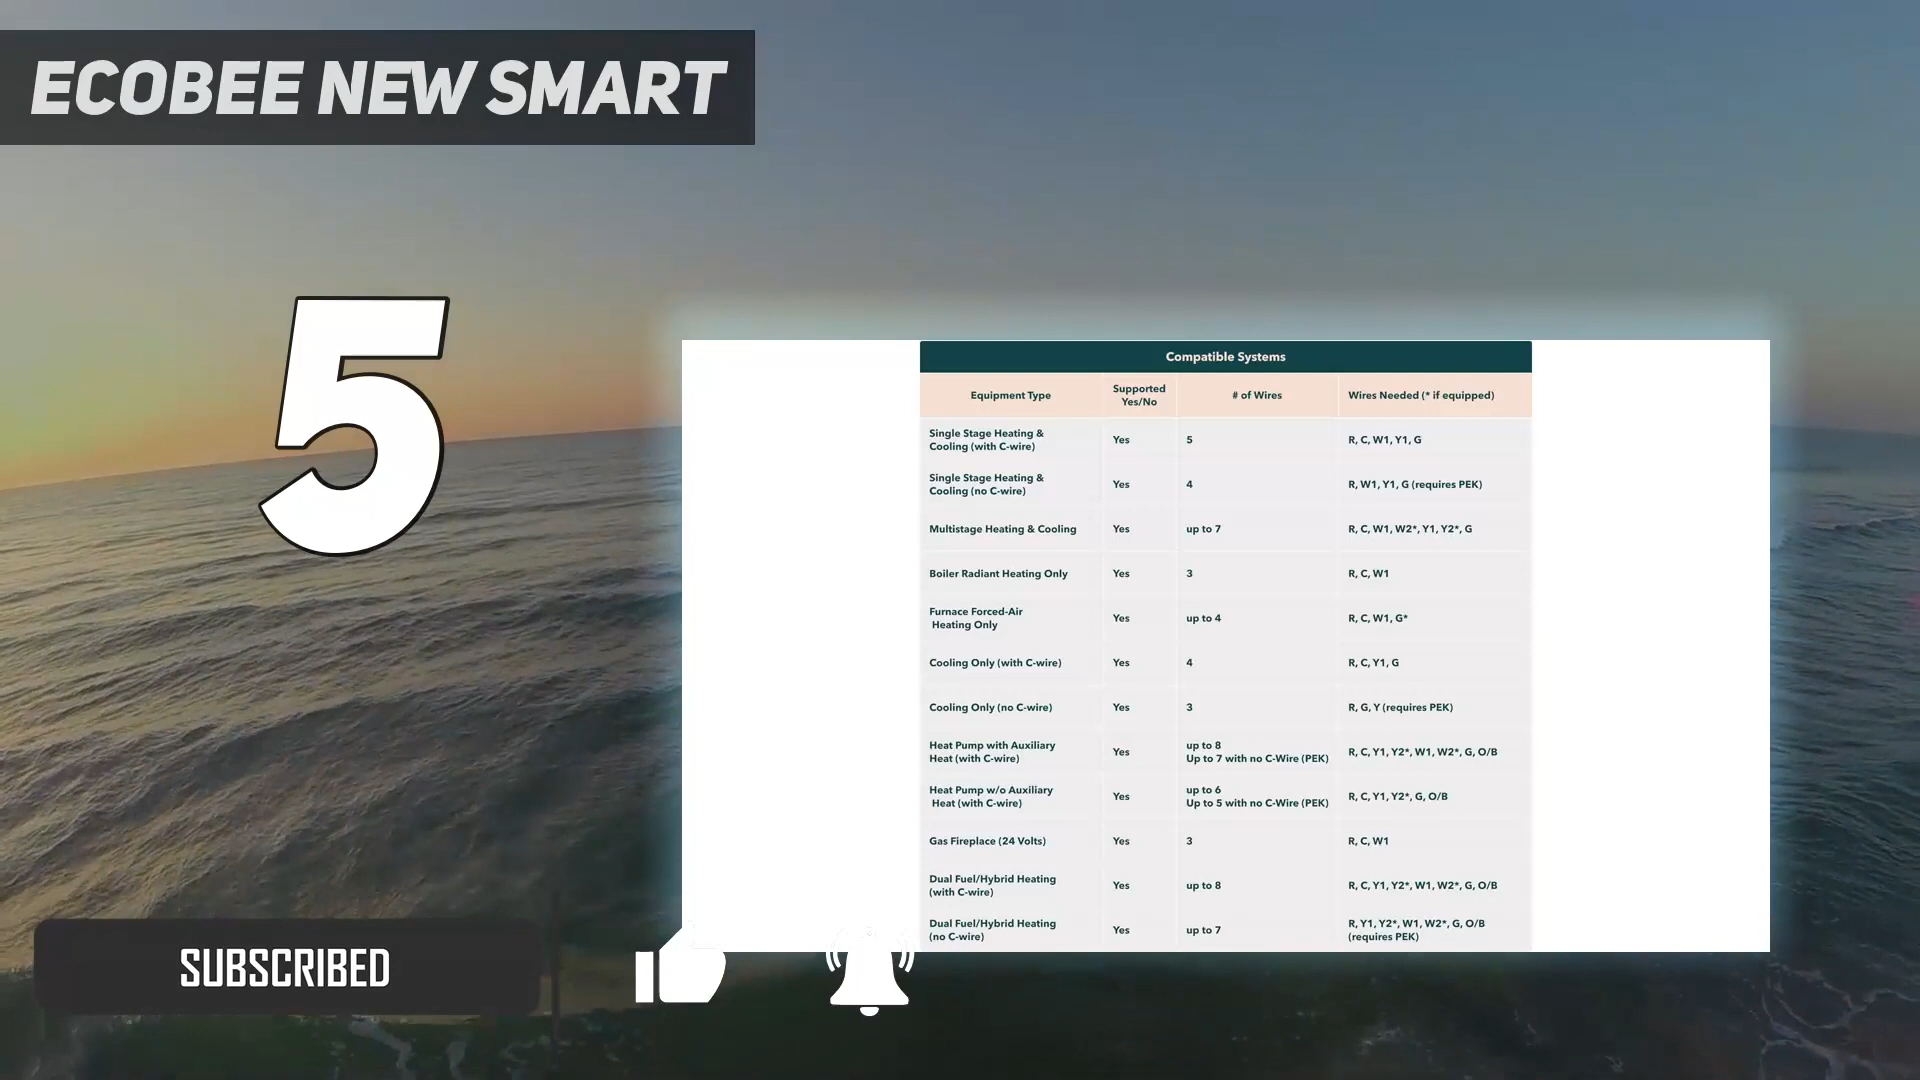 ECOBEE NEW SMART
5
Compatible Systems
Equipment Type
Supported
Yes/No
# of Wires
Wires Needed (* if equipped)
Single Stage Heating &
Cooling (with C-wire)
Yes
5
R, C, W1, Y1, G
Single Stage Heating &
Cooling (no C-wire)
Yes
4
R, W1, Y1, G (requires PEK)
Multistage Heating & Cooling
Yes
up to 7
R, C, W1, W2*, Y1, Y2*, G
Boiler Radiant Heating Only
Yes
3
R, C, W1
Furnace Forced-Air
Heating Only
Yes
up to 4
R, C, W1, G*
Cooling Only (with C-wire)
Yes
4
R, C, Y1, G
Cooling Only (no C-wire)
Yes
3
R, G, Y (requires PEK)
Heat Pump with Auxiliary
Heat (with C-wire)
Yes
up to 8
Up to 7 with no C-Wire (PEK)
R, C, Y1, Y2*, W1, W2*, G, O/B
Heat Pump w/o Auxiliary
Heat (with C-wire)
Yes
up to 6
Up to 5 with no C-Wire (PEK)
R, C, Y1, Y2*, G, O/B
Gas Fireplace (24 Volts)
Yes
3
R, C, W1
Dual Fuel/Hybrid Heating
(with C-wire)
Yes
up to 8
R, C, Y1, Y2*, W1, W2*, G, O/B
Dual Fuel/Hybrid Heating
(no C-wire)
Yes
up to 7
R, Y1, Y2*, W1, W2*, G, O/B
(requires PEK)
SUBSCRIBED